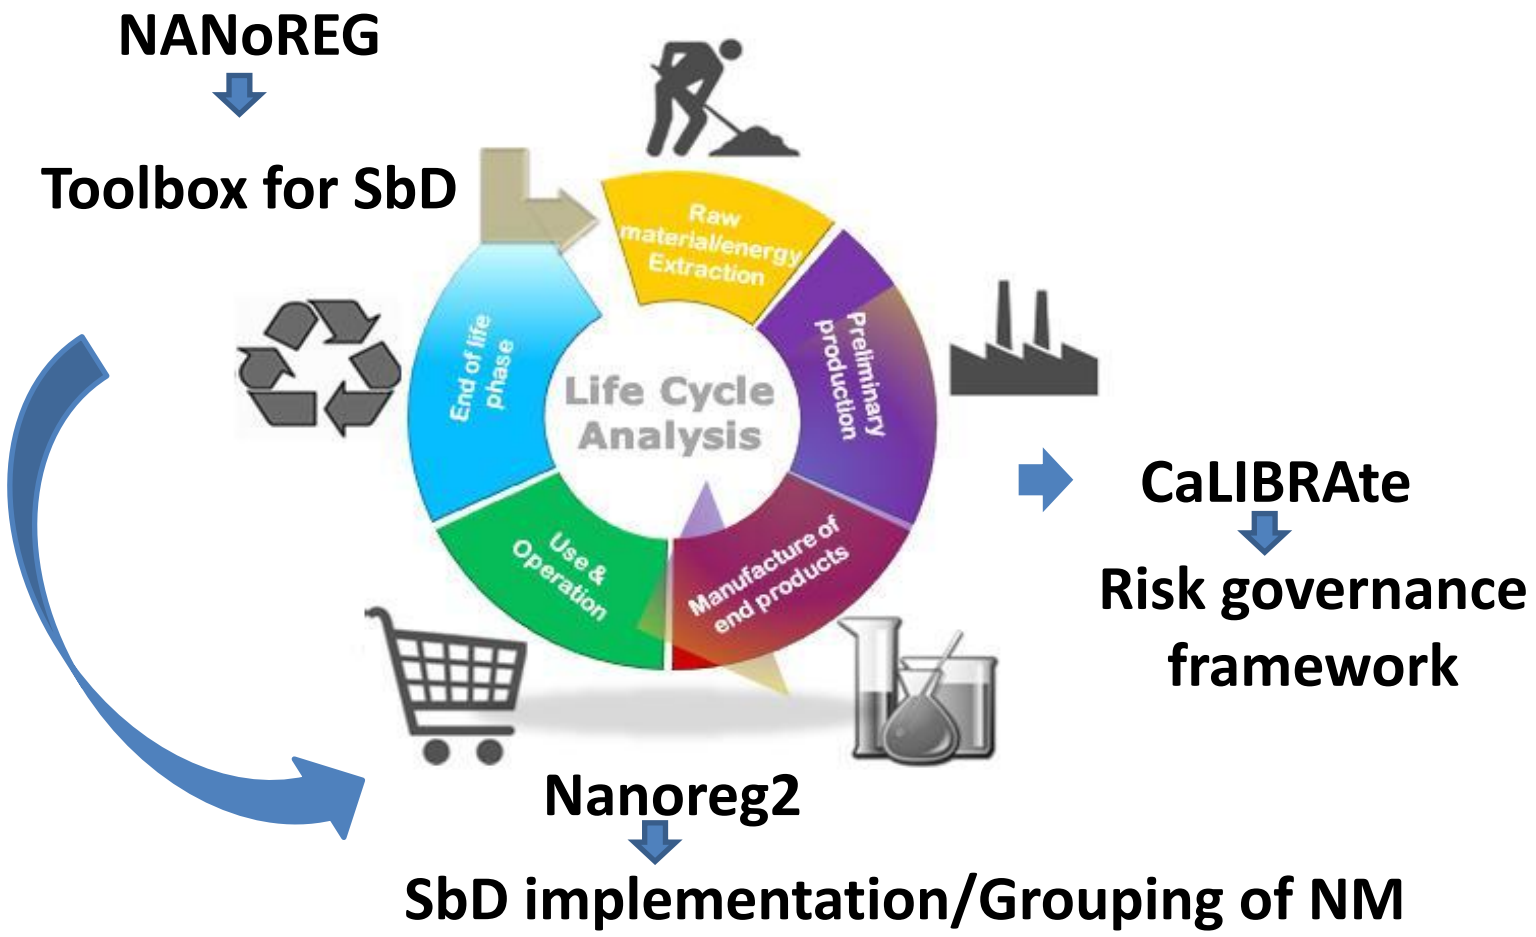 NANoREG
Toolbox for SbD
Raw
material/energy
Extraction
Preliminary
production
End of life
phase
Life Cycle
Analysis
Use &
Operation
Manufacture of
end products
CaLIBRAte
Risk governance
framework
Nanoreg2
SbD implementation/Grouping of NM